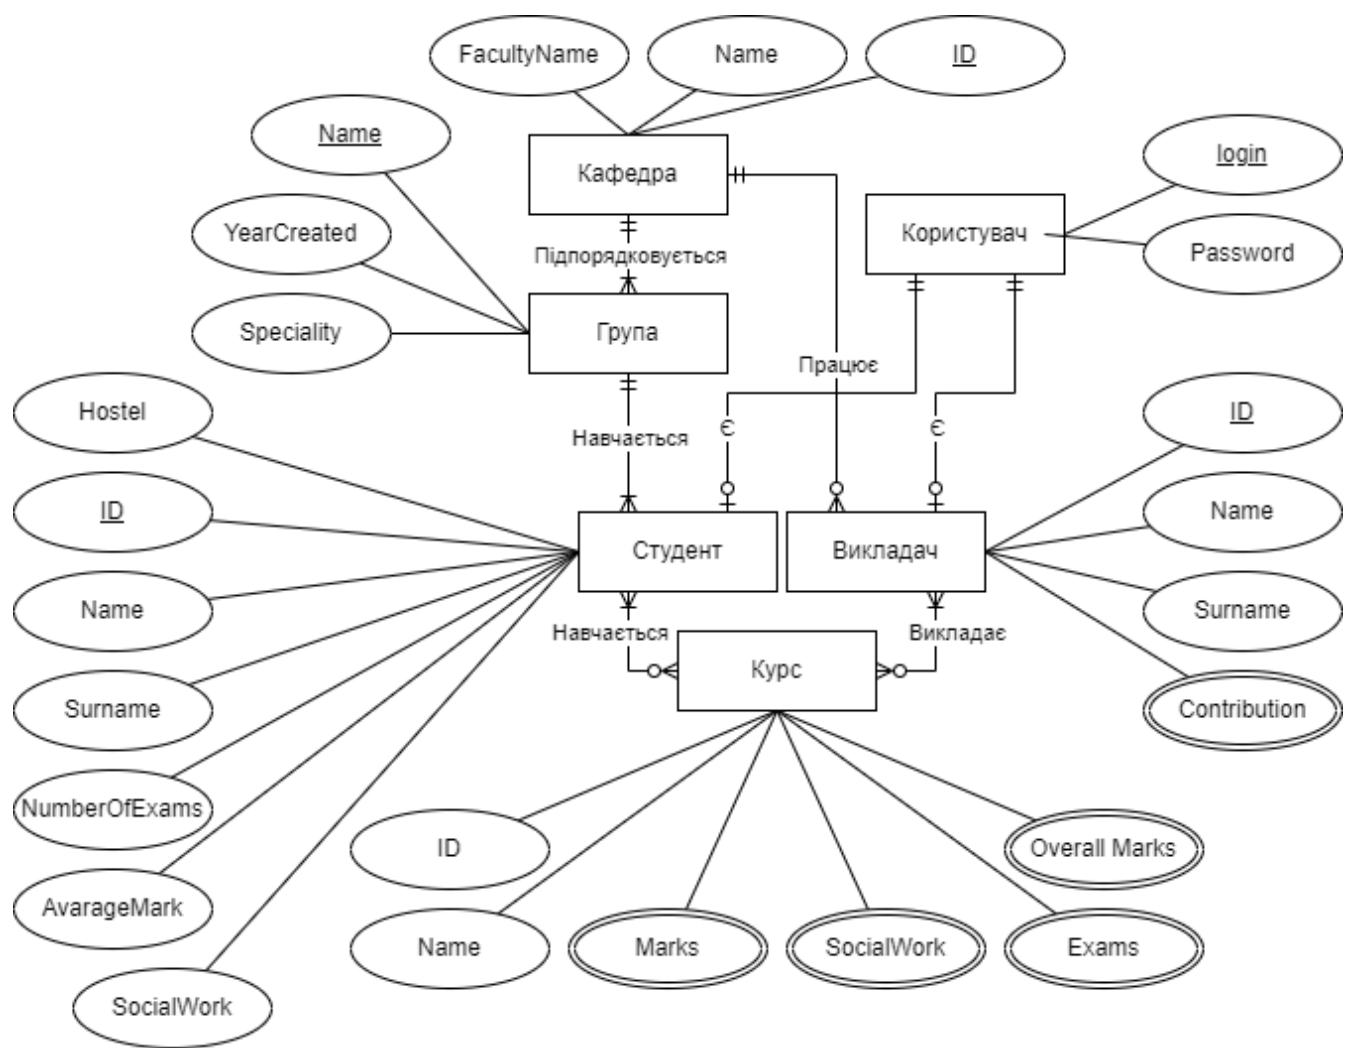 FacultyName
Name
ID
Name
login
Кафедра
Користувач
YearCreated
Password
Підпорядковується
Speciality
Група
Працює
Hostel
ID
Навчається
Є
Є
ID
Name
Студент
Викладач
Name
Surname
Навчається
Викладає
Курс
Surname
Contribution
NumberOfExams
ID
Overall Marks
AvarageMark
Name
Marks
SocialWork
Exams
SocialWork